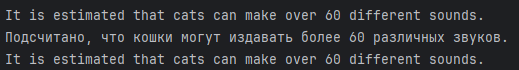 It is estimated that cats can make over 60 different sounds.
Подсчитано, что кошки могут издавать более 60 различных звуков.
It is estimated that cats can make over 60 different sounds.